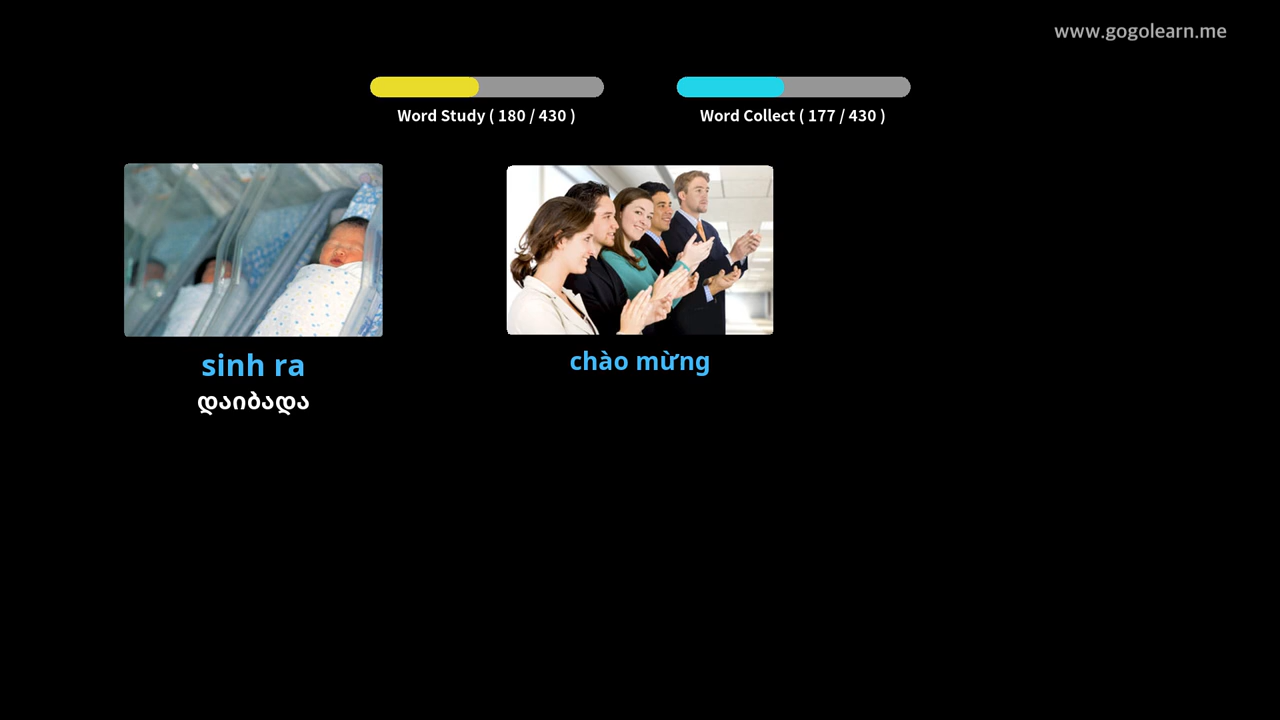 www.gogolearn.me
Word Study ( 180 / 430 )
Word Collect ( 177 / 430 )
sinh ra
დაიბადა
chào mừng